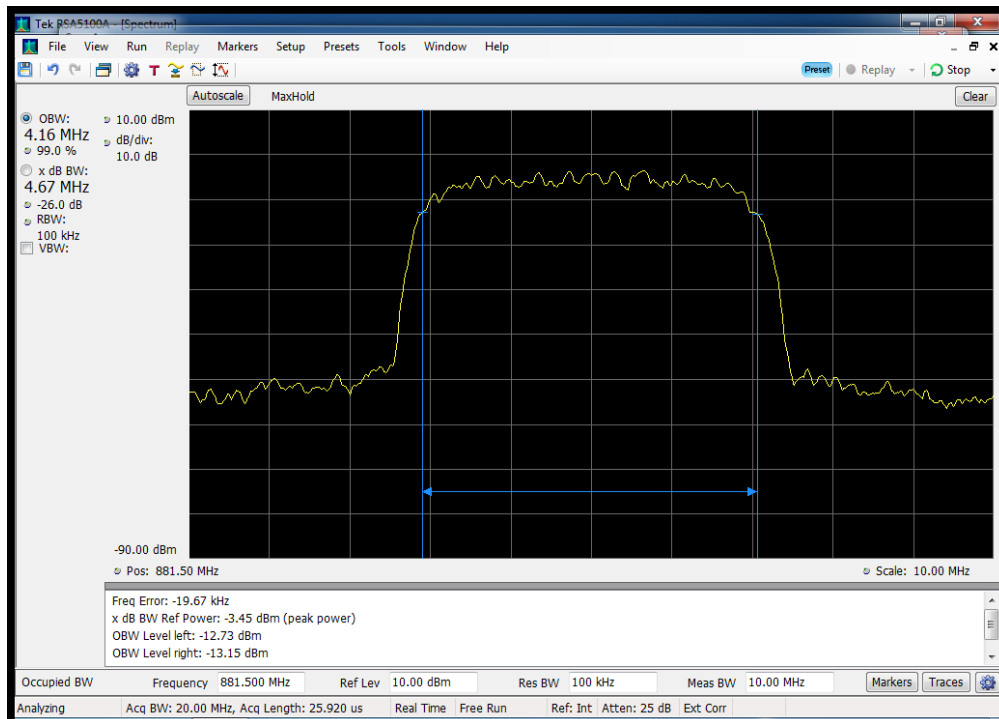 Tek RSA5100A - [Spectrum]
File View Run Replay Markers Setup Presets Tools Window Help
Preset Replay Stop
Autoscale MaxHold Clear
OBW:
4.16 MHz
99.0 %
x dB BW:
4.67 MHz
-26.0 dB
RBW:
100 kHz
VBW:
10.00 dBm
dB/div:
10.0 dB
-90.00 dBm
Pos: 881.50 MHz Scale: 10.00 MHz
Freq Error: -19.67 kHz
x dB BW Ref Power: -3.45 dBm (peak power)
OBW Level left: -12.73 dBm
OBW Level right: -13.15 dBm
Occupied BW Frequency 881.500 MHz Ref Lev 10.00 dBm Res BW 100 kHz Meas BW 10.00 MHz Markers Traces
Analyzing Acq BW: 20.00 MHz, Acq Length: 25.920 us Real Time Free Run Ref: Int Atten: 25 dB Ext Corr